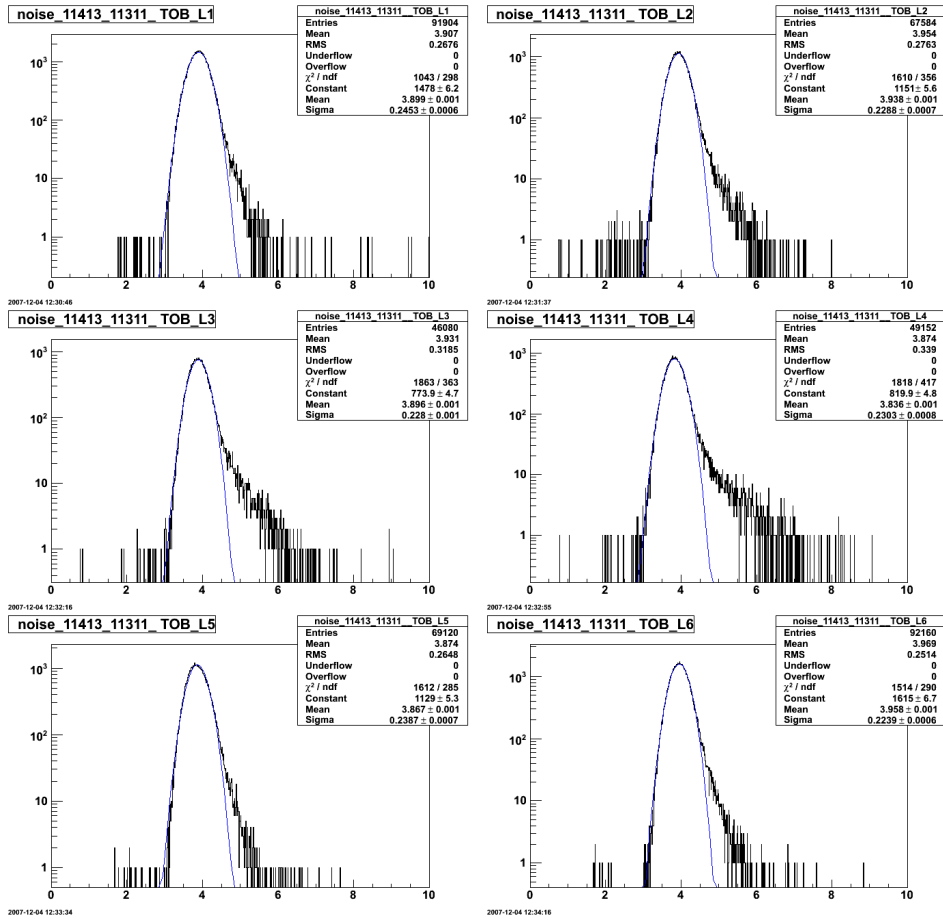 noise_11413_11311__TOB_L1
noise_11413_11311__TOB_L1
Entries 91904
Mean 3.907
RMS 0.2676
Underflow 0
Overflow 0
χ² / ndf 1043 / 298
Constant 1478 ± 6.2
Mean 3.899 ± 0.001
Sigma 0.2453 ± 0.0006
10³
10²
10
1
0 2 4 6 8 10
2007-12-04 12:30:46
noise_11413_11311__TOB_L2
noise_11413_11311__TOB_L2
Entries 67584
Mean 3.954
RMS 0.2763
Underflow 0
Overflow 0
χ² / ndf 1610 / 356
Constant 1151 ± 5.6
Mean 3.938 ± 0.001
Sigma 0.2288 ± 0.0007
10³
10²
10
1
0 2 4 6 8 10
2007-12-04 12:31:37
noise_11413_11311__TOB_L3
noise_11413_11311__TOB_L3
Entries 46080
Mean 3.931
RMS 0.3185
Underflow 0
Overflow 0
χ² / ndf 1863 / 363
Constant 773.9 ± 4.7
Mean 3.896 ± 0.001
Sigma 0.228 ± 0.001
10³
10²
10
1
0 2 4 6 8 10
2007-12-04 12:32:16
noise_11413_11311__TOB_L4
noise_11413_11311__TOB_L4
Entries 49152
Mean 3.874
RMS 0.339
Underflow 0
Overflow 0
χ² / ndf 1818 / 417
Constant 819.9 ± 4.8
Mean 3.836 ± 0.001
Sigma 0.2303 ± 0.0008
10³
10²
10
1
0 2 4 6 8 10
2007-12-04 12:32:55
noise_11413_11311__TOB_L5
noise_11413_11311__TOB_L5
Entries 69120
Mean 3.874
RMS 0.2648
Underflow 0
Overflow 0
χ² / ndf 1612 / 285
Constant 1129 ± 5.3
Mean 3.867 ± 0.001
Sigma 0.2387 ± 0.0007
10³
10²
10
1
0 2 4 6 8 10
2007-12-04 12:33:34
noise_11413_11311__TOB_L6
noise_11413_11311__TOB_L6
Entries 92160
Mean 3.969
RMS 0.2514
Underflow 0
Overflow 0
χ² / ndf 1514 / 290
Constant 1615 ± 6.7
Mean 3.958 ± 0.001
Sigma 0.2239 ± 0.0006
10³
10²
10
1
0 2 4 6 8 10
2007-12-04 12:34:16